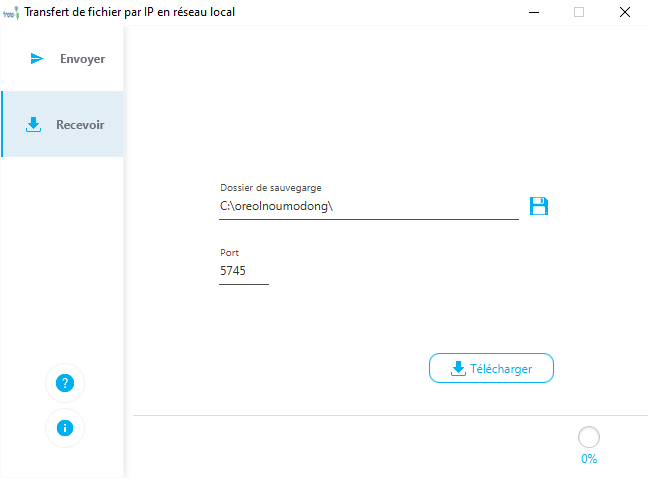 Transfert de fichier par IP en réseau local
Envoyer
Recevoir
Dossier de sauvegarge
C:\oreolnoumodong\
Port
5745
Télécharger
0%